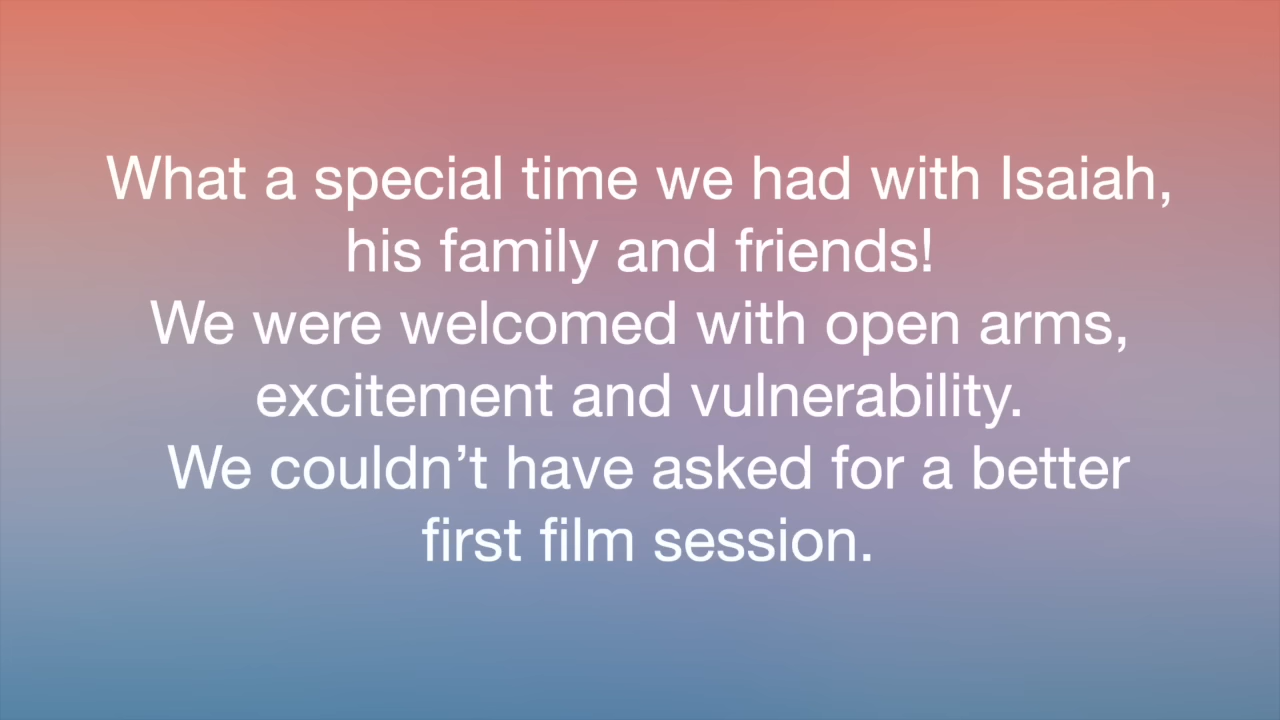 What a special time we had with Isaiah,
his family and friends!
We were welcomed with open arms,
excitement and vulnerability.
We couldn’t have asked for a better
first film session.